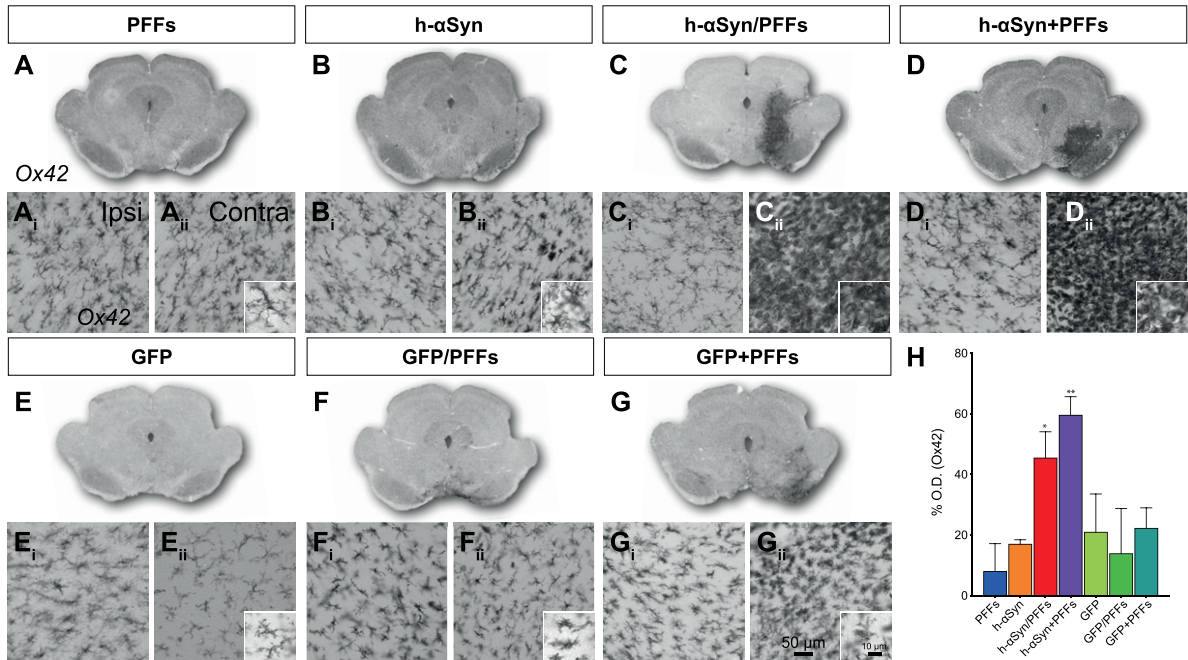 PFFs
h-αSyn
h-αSyn/PFFs
h-αSyn+PFFs
A
B
C
D
Ox42
Ai Ipsi
Aii Contra
Bi
Bii
Ci
Cii
Di
Dii
Ox42
GFP
GFP/PFFs
GFP+PFFs
E
F
G
Ei
Eii
Fi
Fii
Gi
Gii
50 µm
10 µm
H
80
60
40
20
0
% O.D. (Ox42)
*
**
PFFs
h-αSyn
h-αSyn/PFFs
h-αSyn+PFFs
GFP
GFP/PFFs
GFP+PFFs